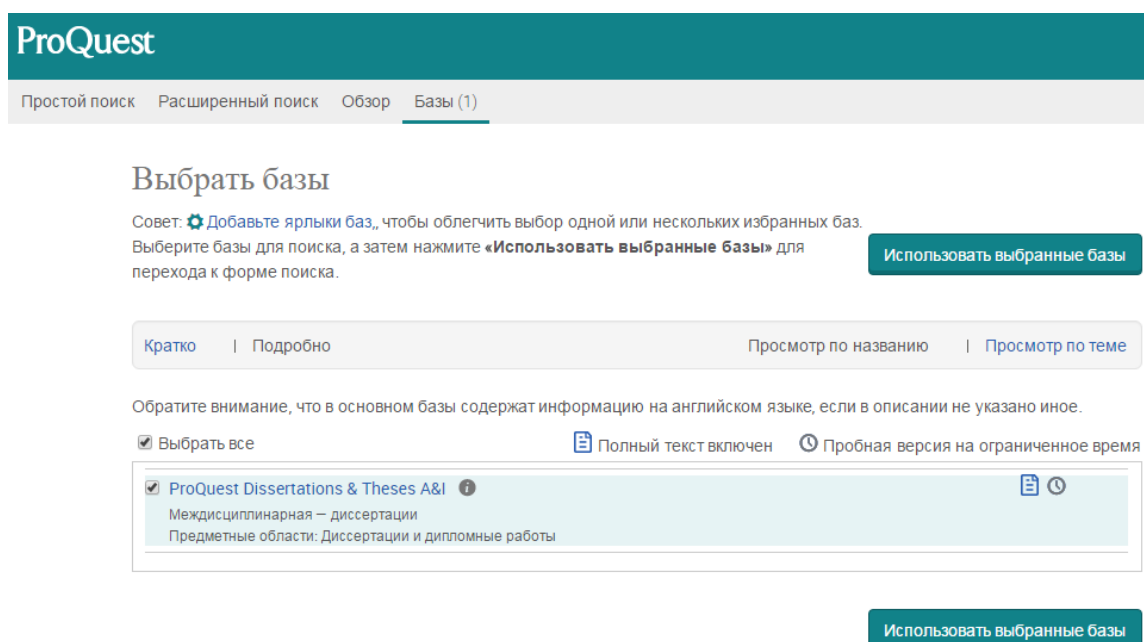 ProQuest
Простой поиск Расширенный поиск Обзор Базы (1)
Выбрать базы
Совет: Добавьте ярлыки баз,, чтобы облегчить выбор одной или нескольких избранных баз.
Выберите базы для поиска, а затем нажмите «Использовать выбранные базы» для
перехода к форме поиска.
Использовать выбранные базы
Кратко | Подробно Просмотр по названию | Просмотр по теме
Обратите внимание, что в основном базы содержат информацию на английском языке, если в описании не указано иное.
Выбрать все Полный текст включен Пробная версия на ограниченное время
ProQuest Dissertations & Theses A&I
Междисциплинарная — диссертации
Предметные области: Диссертации и дипломные работы
Использовать выбранные базы